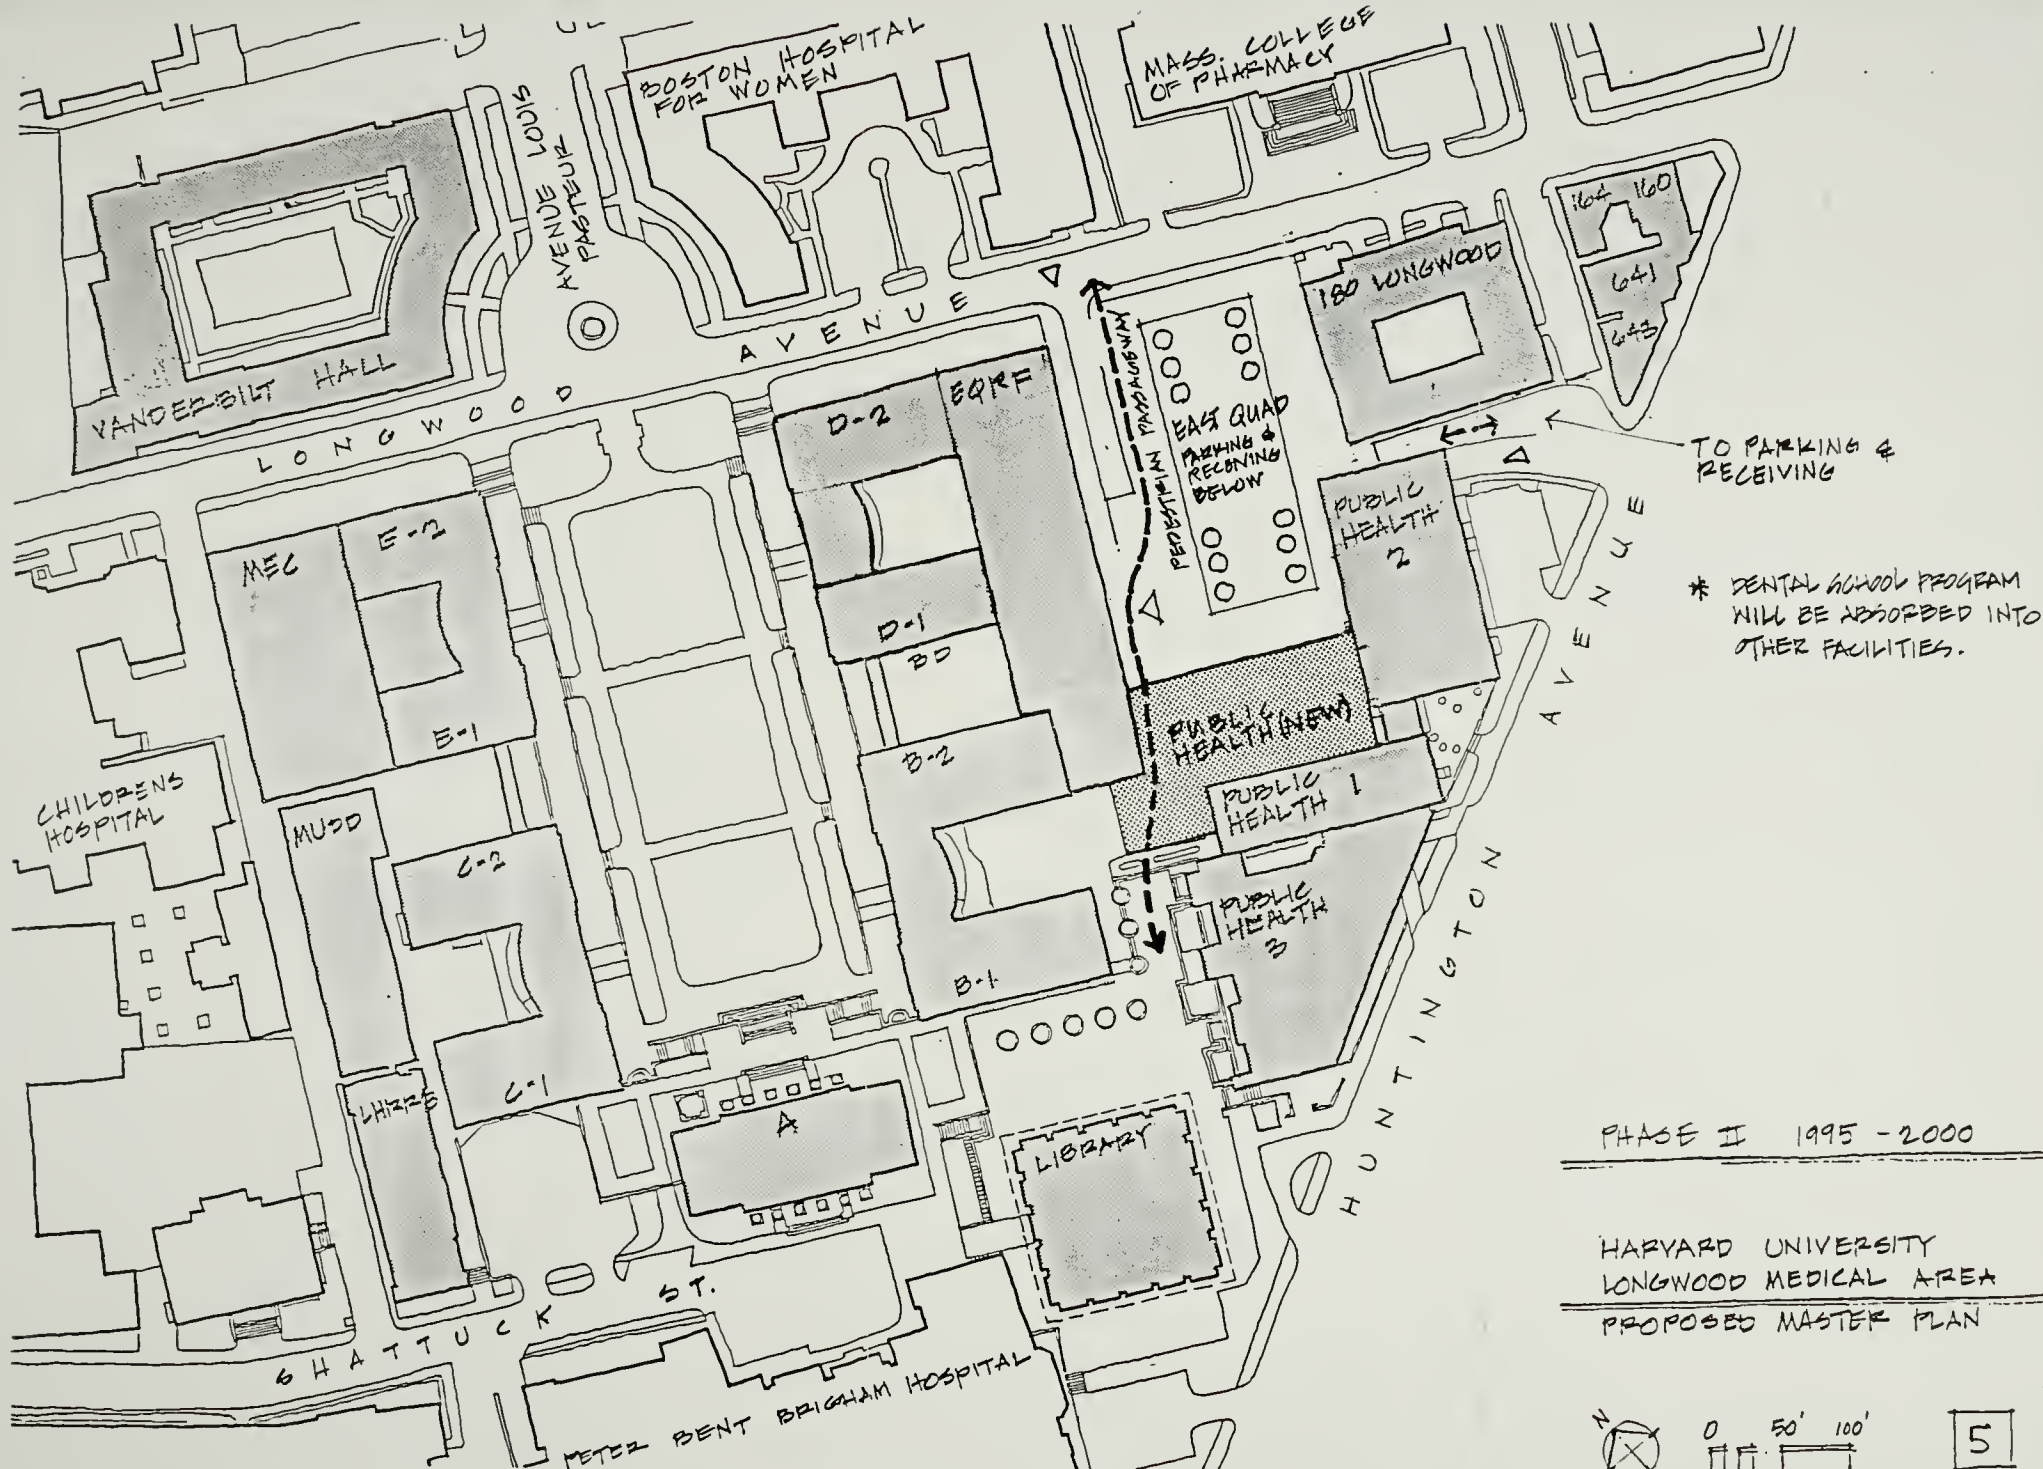 BOSTON HOSPITAL
FOR WOMEN
MASS. COLLEGE
OF PHARMACY
AVENUE LOUIS
PASTEUR
164 160
641
643
180 LONGWOOD
VANDERBILT HALL
LONGWOOD AVENUE
D-2
EQRF
PEDESTRIAN PASSAGEWAY
EAST QUAD
PARKING &
RECEIVING
BELOW
TO PARKING &
RECEIVING
PUBLIC
HEALTH
2
MEC
E-2
E-1
D-1
BD
B-2
B-1
* DENTAL SCHOOL PROGRAM
WILL BE ABSORBED INTO
OTHER FACILITIES.
PUBLIC
HEALTH (NEW)
PUBLIC
HEALTH 1
PUBLIC
HEALTH
3
HUNTINGTON AVENUE
CHILDRENS
HOSPITAL
MUDD
C-2
C-1
LHRRB
A
LIBRARY
SHATTUCK ST.
PETER BENT BRIGHAM HOSPITAL
PHASE II 1995 - 2000
HARVARD UNIVERSITY
LONGWOOD MEDICAL AREA
PROPOSED MASTER PLAN
N
0 50' 100'
5